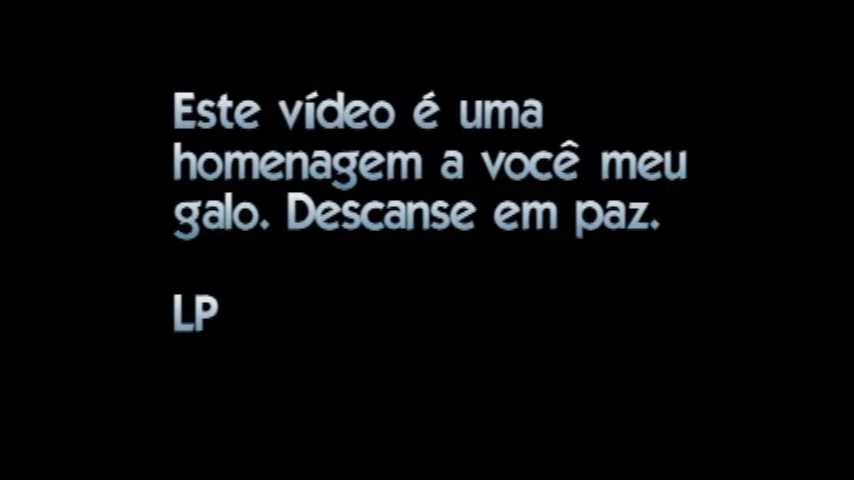 Este vídeo é uma
homenagem a você meu
galo. Descanse em paz.
LP